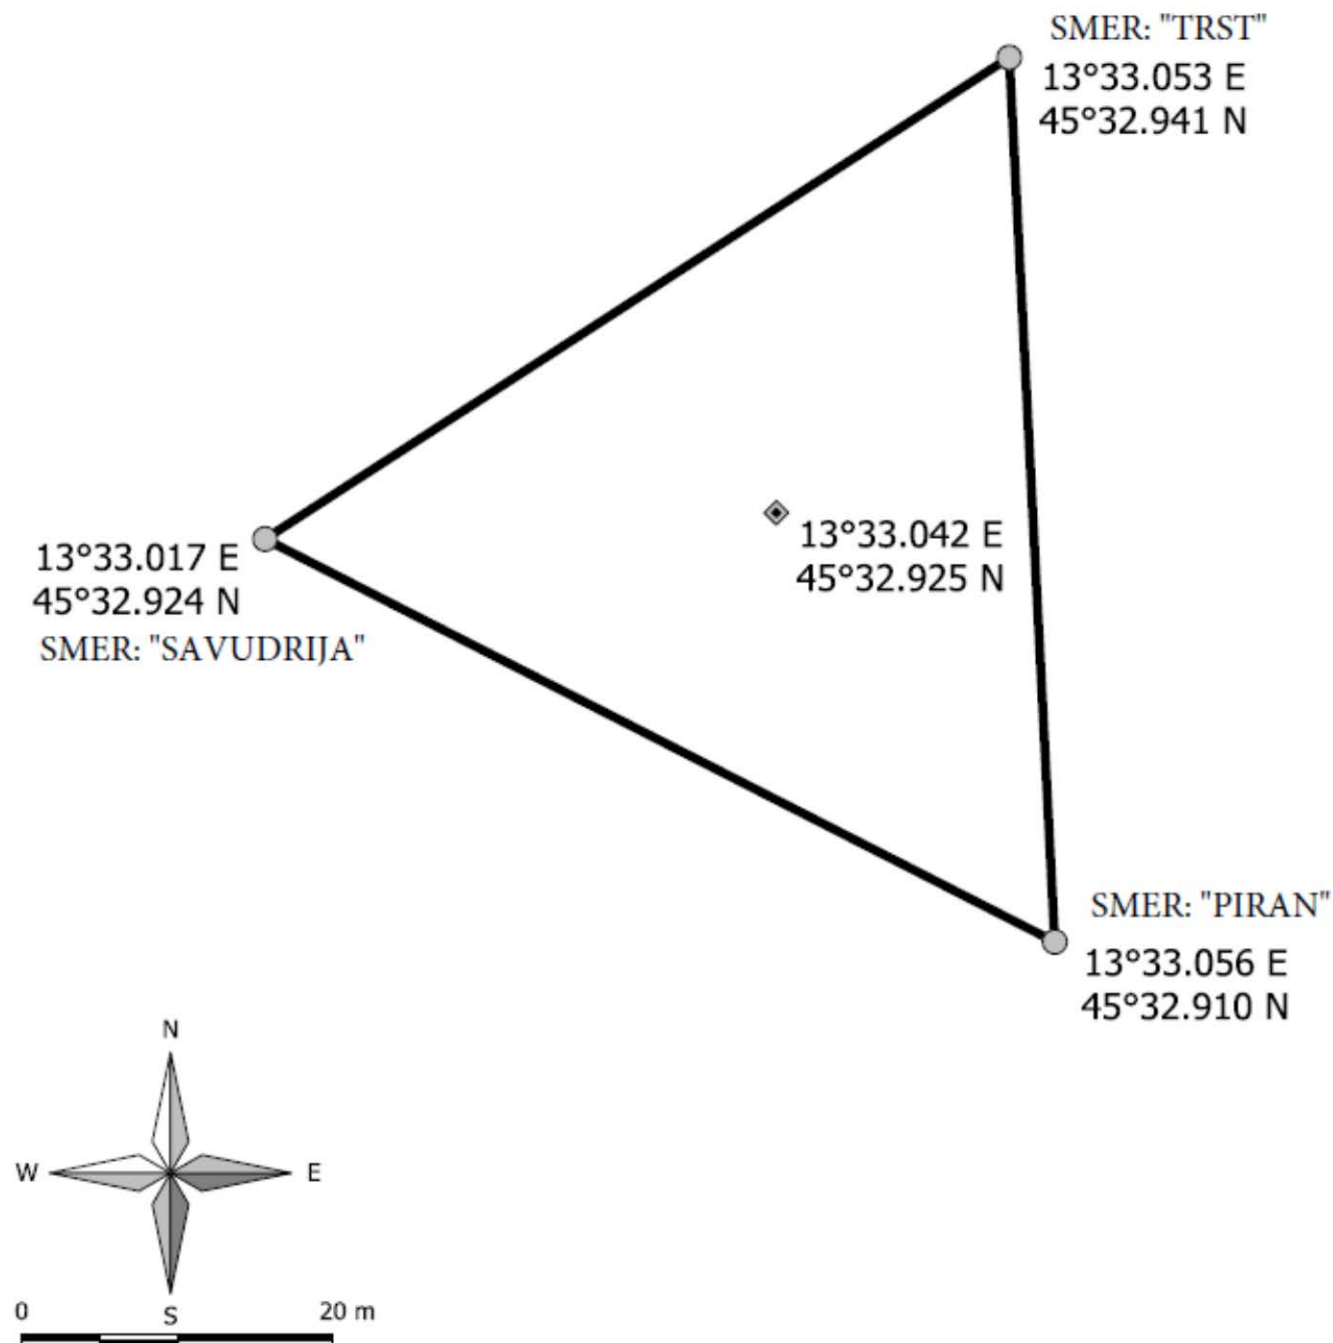 SMER: "TRST"
13°33.053 E
45°32.941 N
13°33.042 E
45°32.925 N
13°33.017 E
45°32.924 N
SMER: "SAVUDRIJA"
SMER: "PIRAN"
13°33.056 E
45°32.910 N
N
W E
S
0 20 m